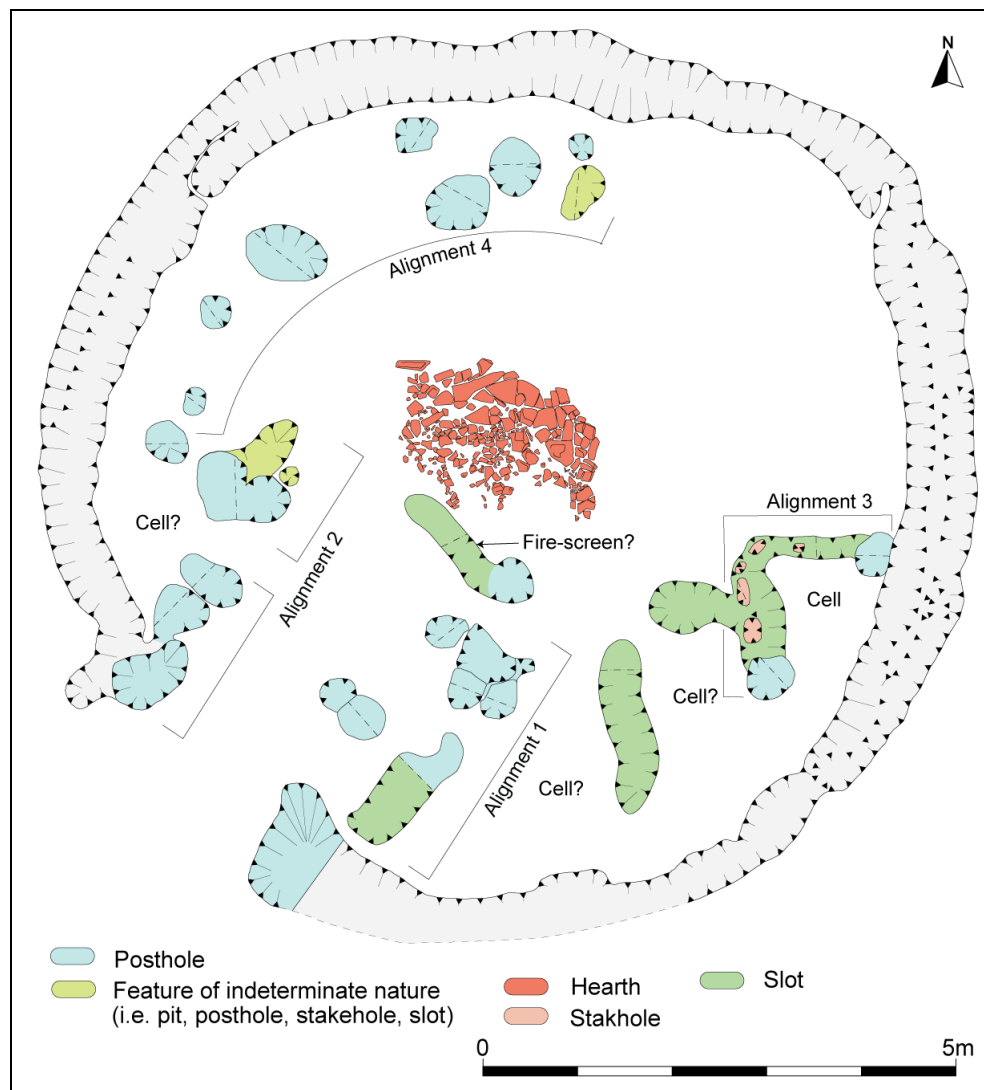 N
Alignment 4
Alignment 3
Cell?
Alignment 2
Fire-screen?
Cell
Cell?
Alignment 1
Cell?
Posthole
Feature of indeterminate nature
(i.e. pit, posthole, stakehole, slot)
Hearth
Stakhole
Slot
0
5m